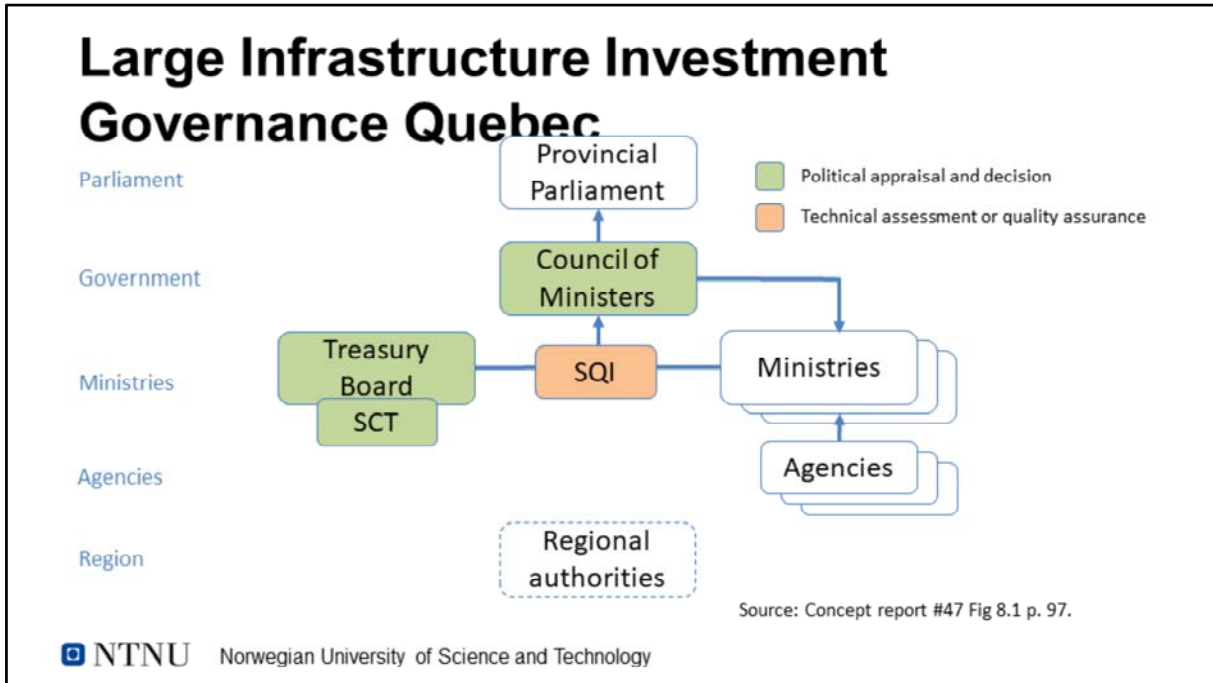 Large Infrastructure Investment
Governance Quebec
Parliament
Provincial
Parliament
Political appraisal and decision
Technical assessment or quality assurance
Government
Council of
Ministers
Ministries
Treasury
Board
SCT
SQI
Ministries
Agencies
Agencies
Region
Regional
authorities
Source: Concept report #47 Fig 8.1 p. 97.
NTNU Norwegian University of Science and Technology